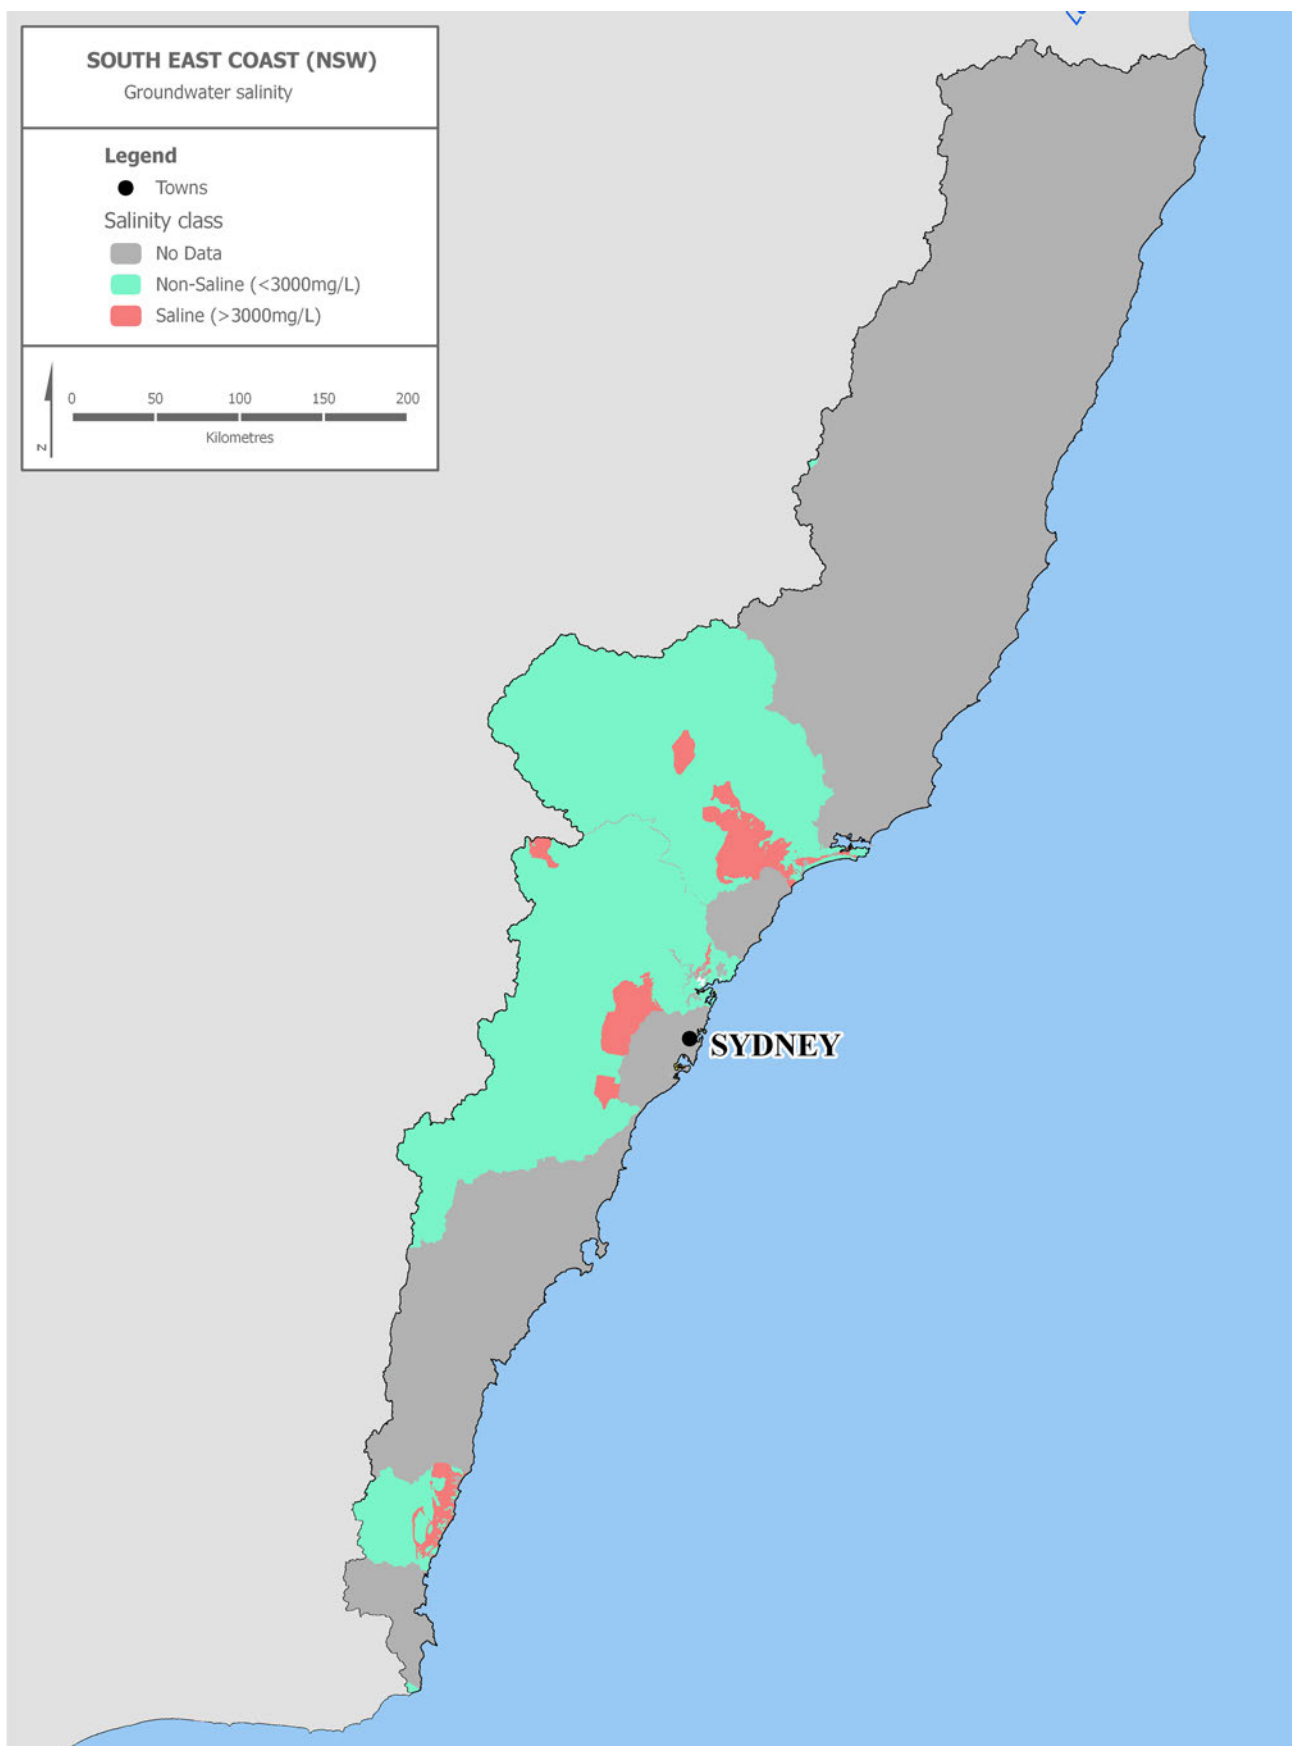 SOUTH EAST COAST (NSW)
Groundwater salinity
Legend
Towns
Salinity class
No Data
Non-Saline (<3000mg/L)
Saline (>3000mg/L)
0 50 100 150 200
Kilometres
N
SYDNEY